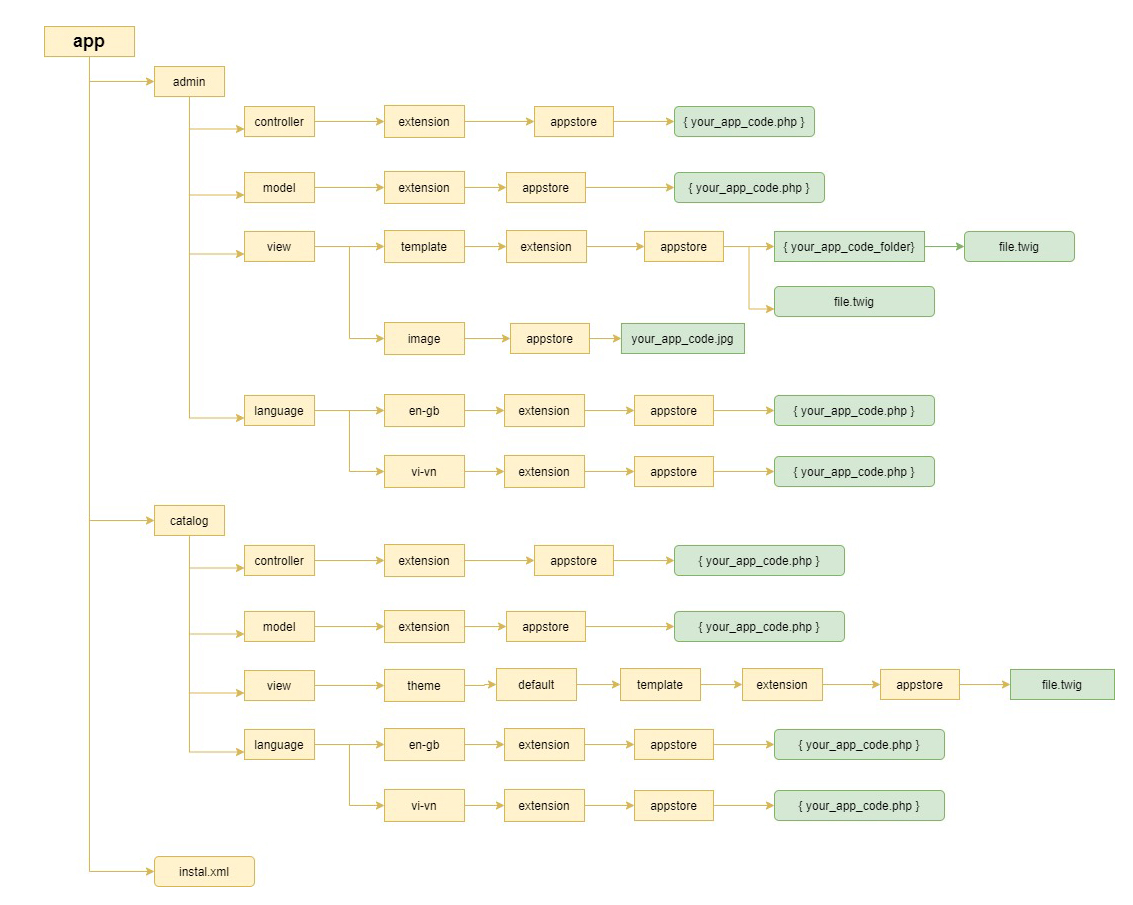 app
admin
controller
extension
appstore
{ your_app_code.php }
model
extension
appstore
{ your_app_code.php }
view
template
extension
appstore
{ your_app_code_folder}
file.twig
file.twig
image
appstore
your_app_code.jpg
language
en-gb
extension
appstore
{ your_app_code.php }
vi-vn
extension
appstore
{ your_app_code.php }
catalog
controller
extension
appstore
{ your_app_code.php }
model
extension
appstore
{ your_app_code.php }
view
theme
default
template
extension
appstore
file.twig
language
en-gb
extension
appstore
{ your_app_code.php }
vi-vn
extension
appstore
{ your_app_code.php }
instal.xml